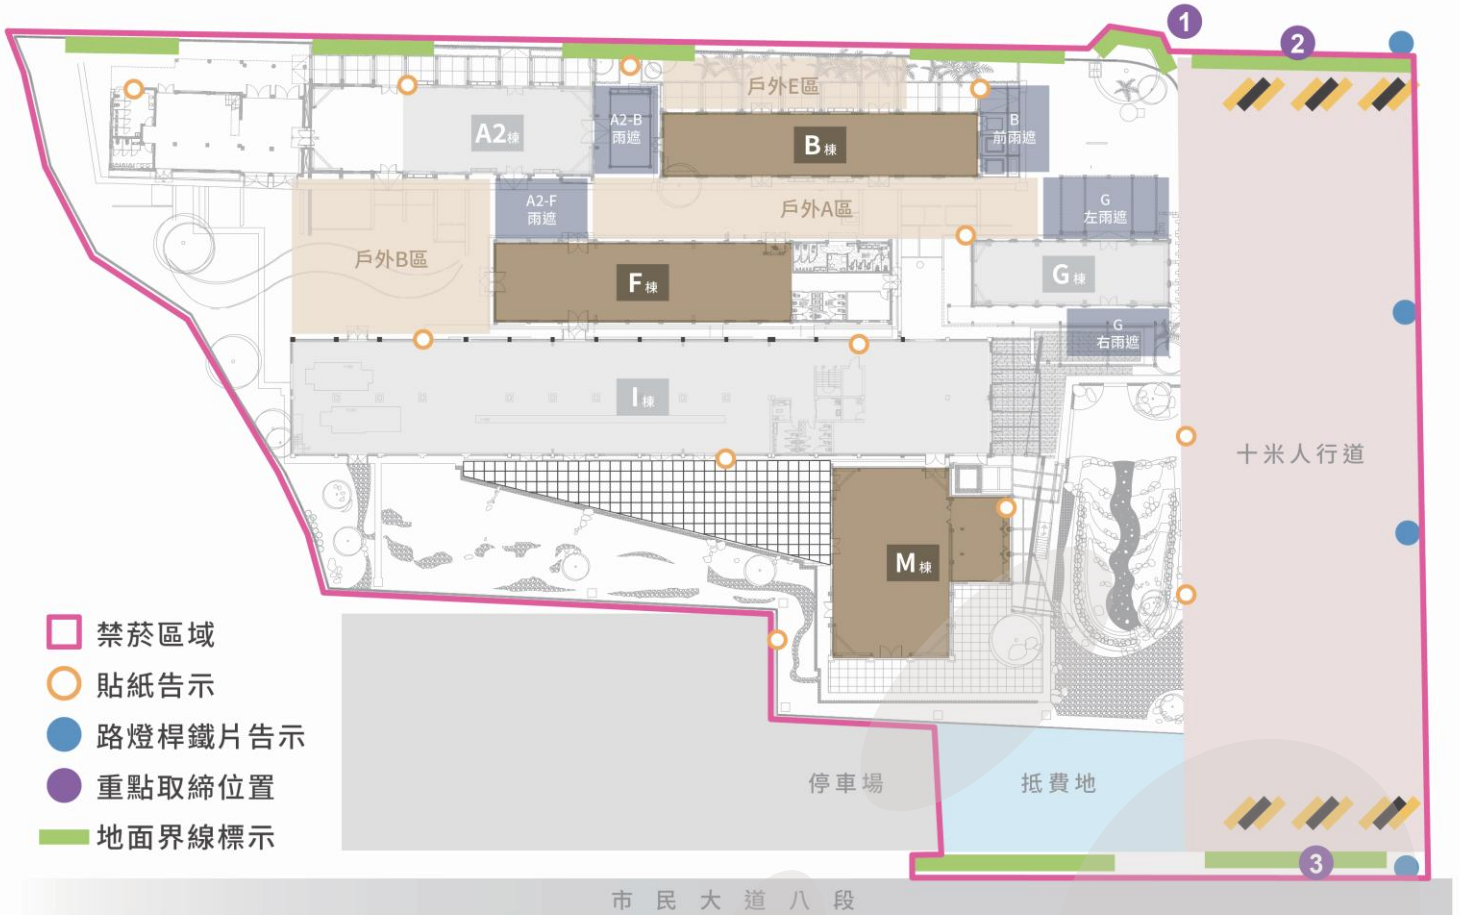 1
2
戶外E區
A2棟
A2-B
雨遮
B棟
B
前雨遮
A2-F
雨遮
戶外A區
G
左雨遮
戶外B區
F棟
G棟
G
右雨遮
I棟
十米人行道
M棟
禁菸區域
貼紙告示
路燈桿鐵片告示
重點取締位置
地面界線標示
停車場
抵費地
3
市民大道八段